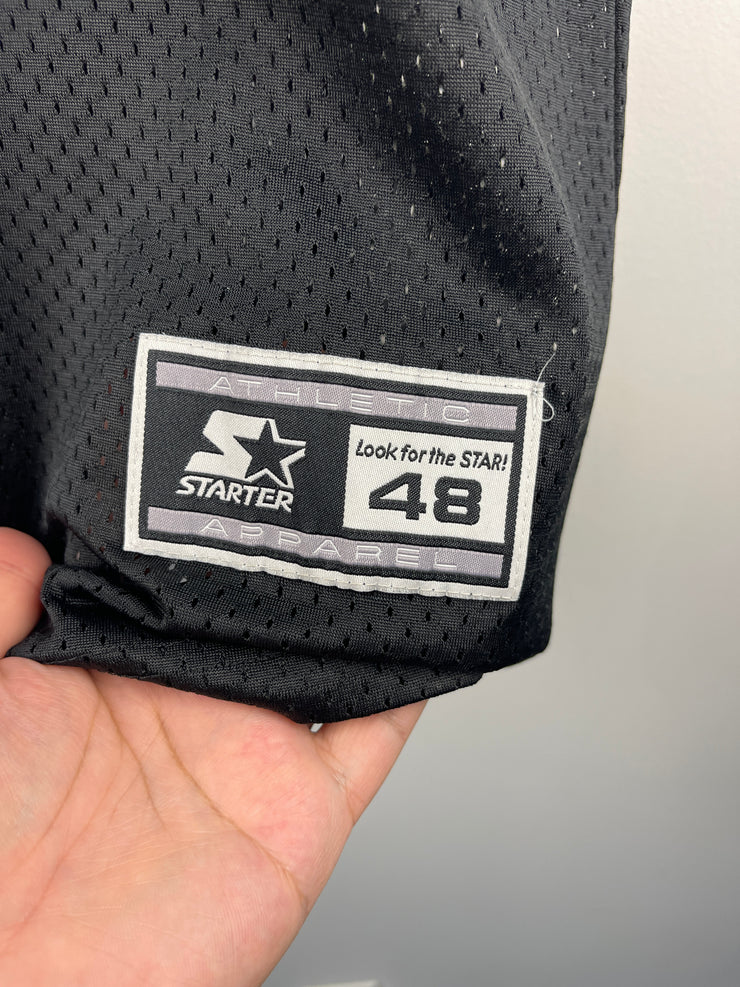 ATHLETIC
STARTER
Look for the STAR!
48
APPAREL